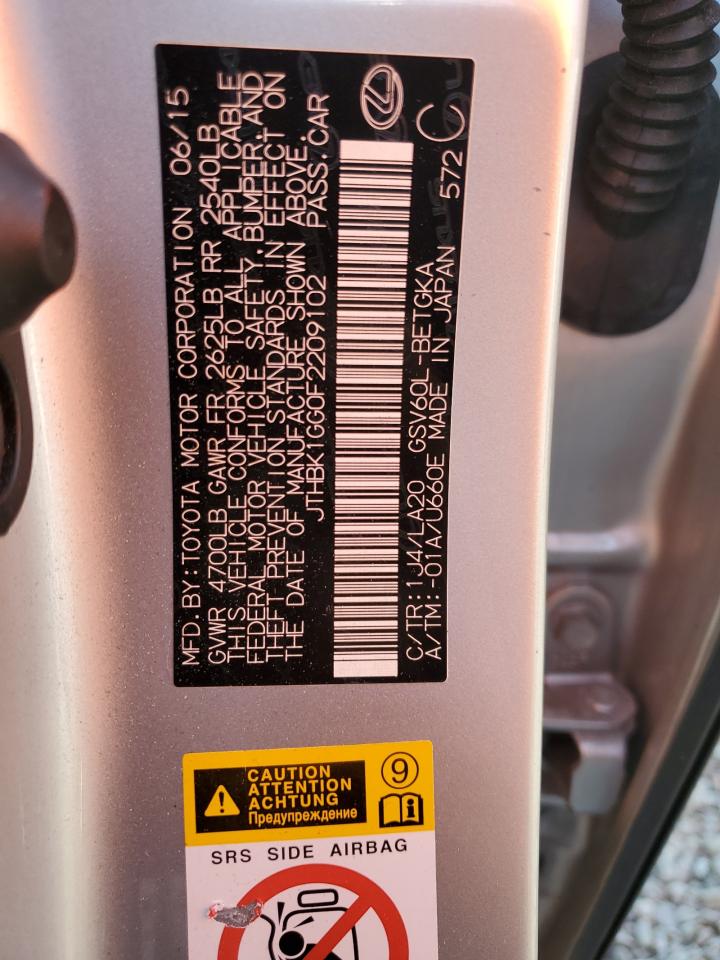 MFD.BY:TOYOTA MOTOR CORPORATION 06/15
GVWR 4700LB GAWR FR 2625LB RR 2540LB
THIS VEHICLE CONFORMS TO ALL APPLICABLE
FEDERAL MOTOR VEHICLE SAFETY, BUMPER, AND
THEFT PREVENTION STANDARDS IN EFFECT ON
THE DATE OF MANUFACTURE SHOWN ABOVE.
JTHBK1GG0F2209102 PASS.CAR
C/TR:1J4/LA20 GSV60L-BETGKA
A/TM:-01A/U660E MADE IN JAPAN 572 C
CAUTION
ATTENTION
ACHTUNG
Предупреждение
9
SRS SIDE AIRBAG